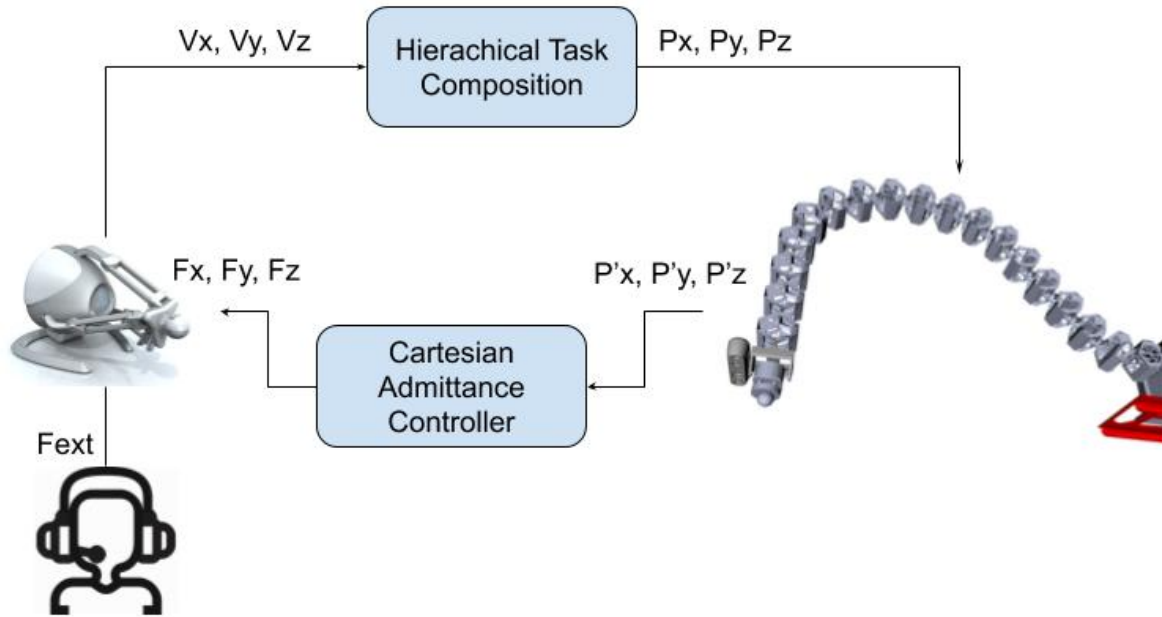 Vx, Vy, Vz
Hierachical Task
Composition
Px, Py, Pz
Fx, Fy, Fz
P'x, P'y, P'z
Cartesian
Admittance
Controller
Fext